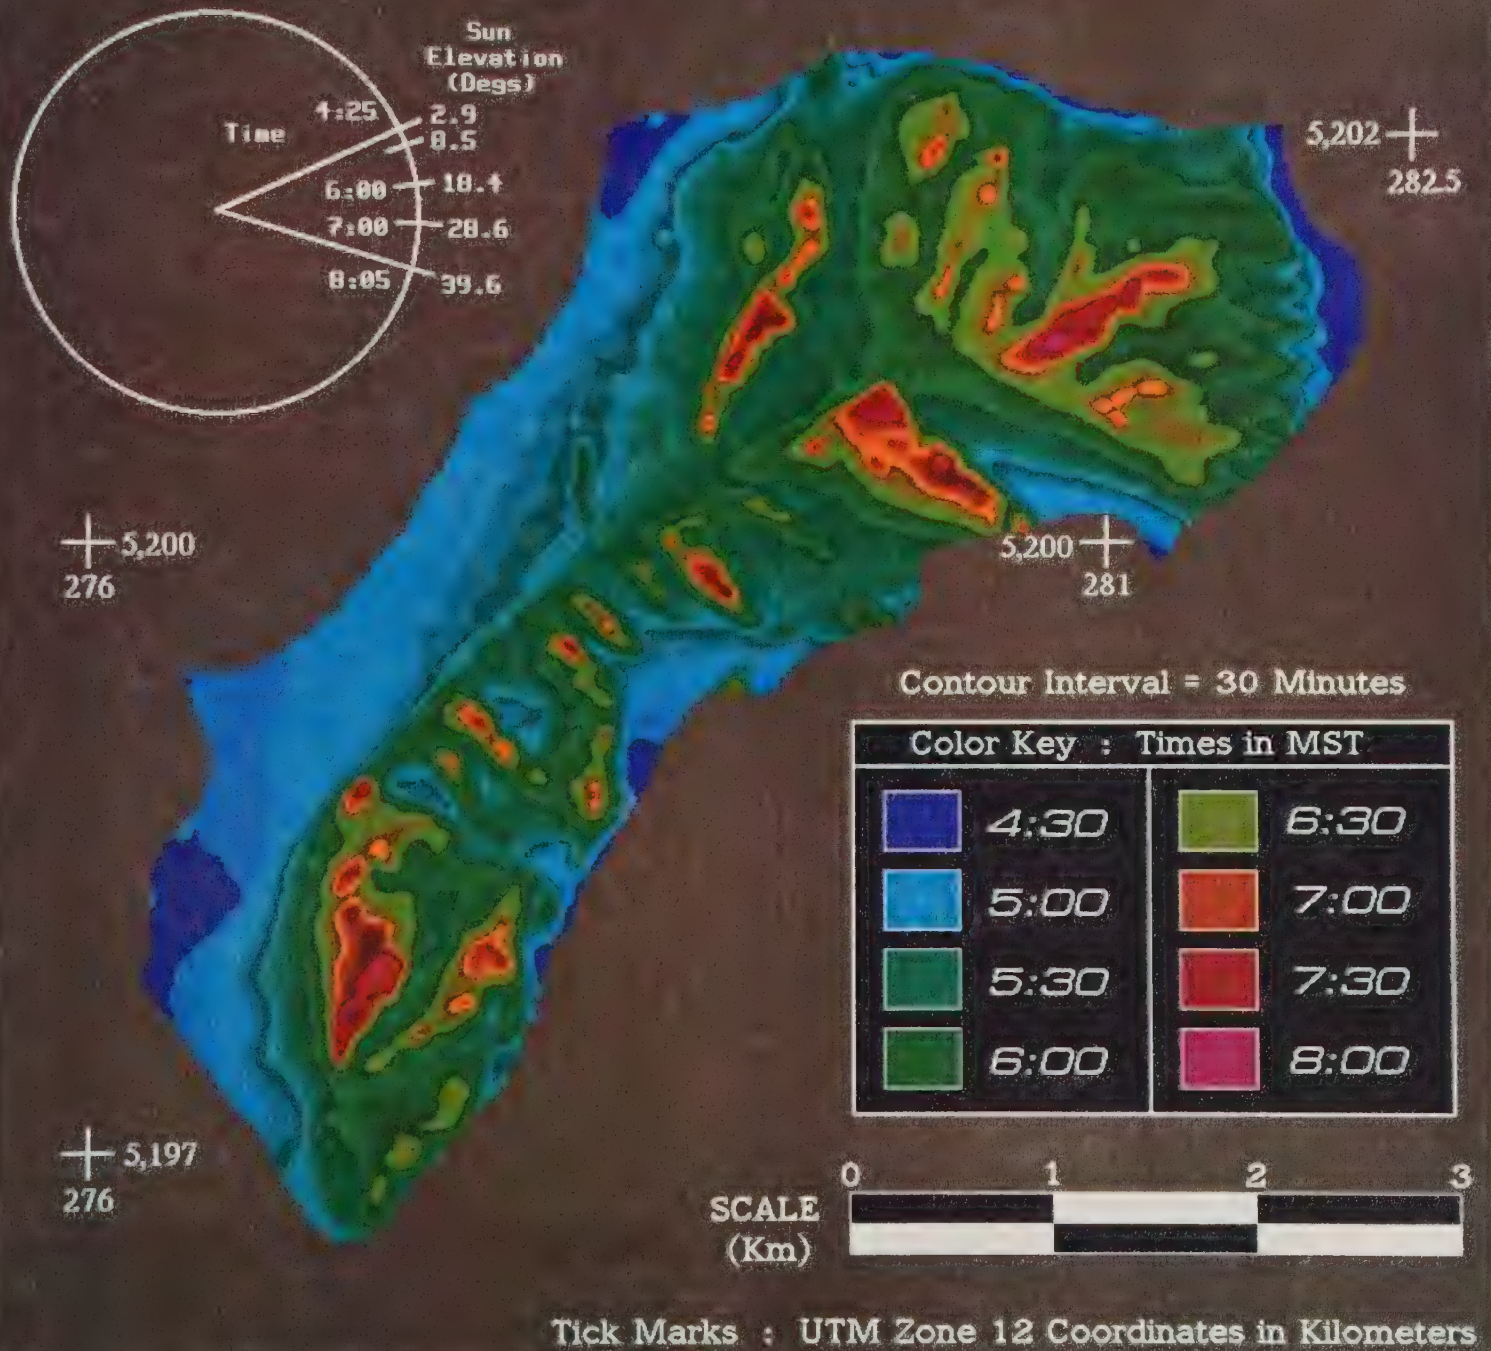 Sun
Elevation
(Degs)
4:25 2.9
Time 8.5
6:00 18.4
7:00 28.6
8:05 39.6
5,202
282.5
5,200
276
5,200
281
Contour Interval = 30 Minutes
Color Key : Times in MST
4:30 6:30
5:00 7:00
5:30 7:30
6:00 8:00
5,197
276
0 1 2 3
SCALE
(Km)
Tick Marks : UTM Zone 12 Coordinates in Kilometers